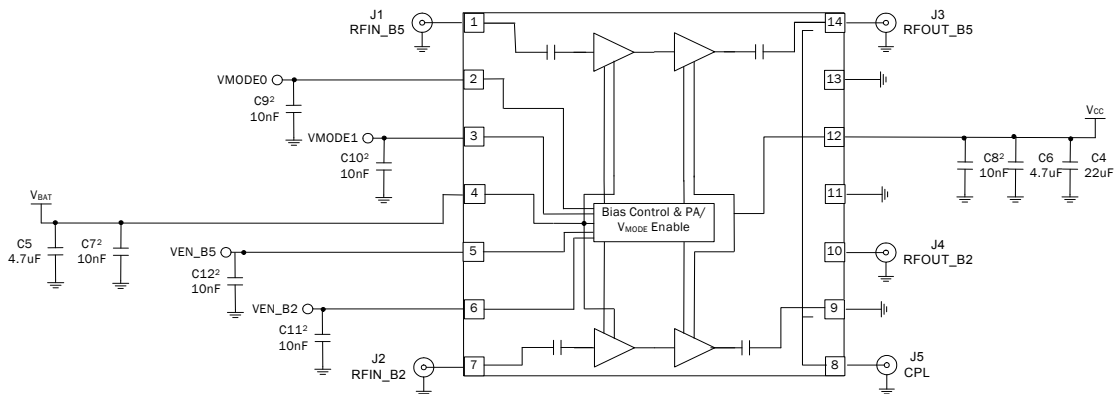 J1
RFIN_B5
1
14
J3
RFOUT_B5
VMODE0
2
13
C9²
10nF
VMODE1
3
12
VCC
C10²
10nF
C8²
10nF
C6
4.7uF
C4
22uF
VBAT
4
11
Bias Control & PA/
VMODE Enable
C5
4.7uF
C7²
10nF
VEN_B5
5
10
J4
RFOUT_B2
C12²
10nF
VEN_B2
6
9
C11²
10nF
J2
RFIN_B2
7
8
J5
CPL